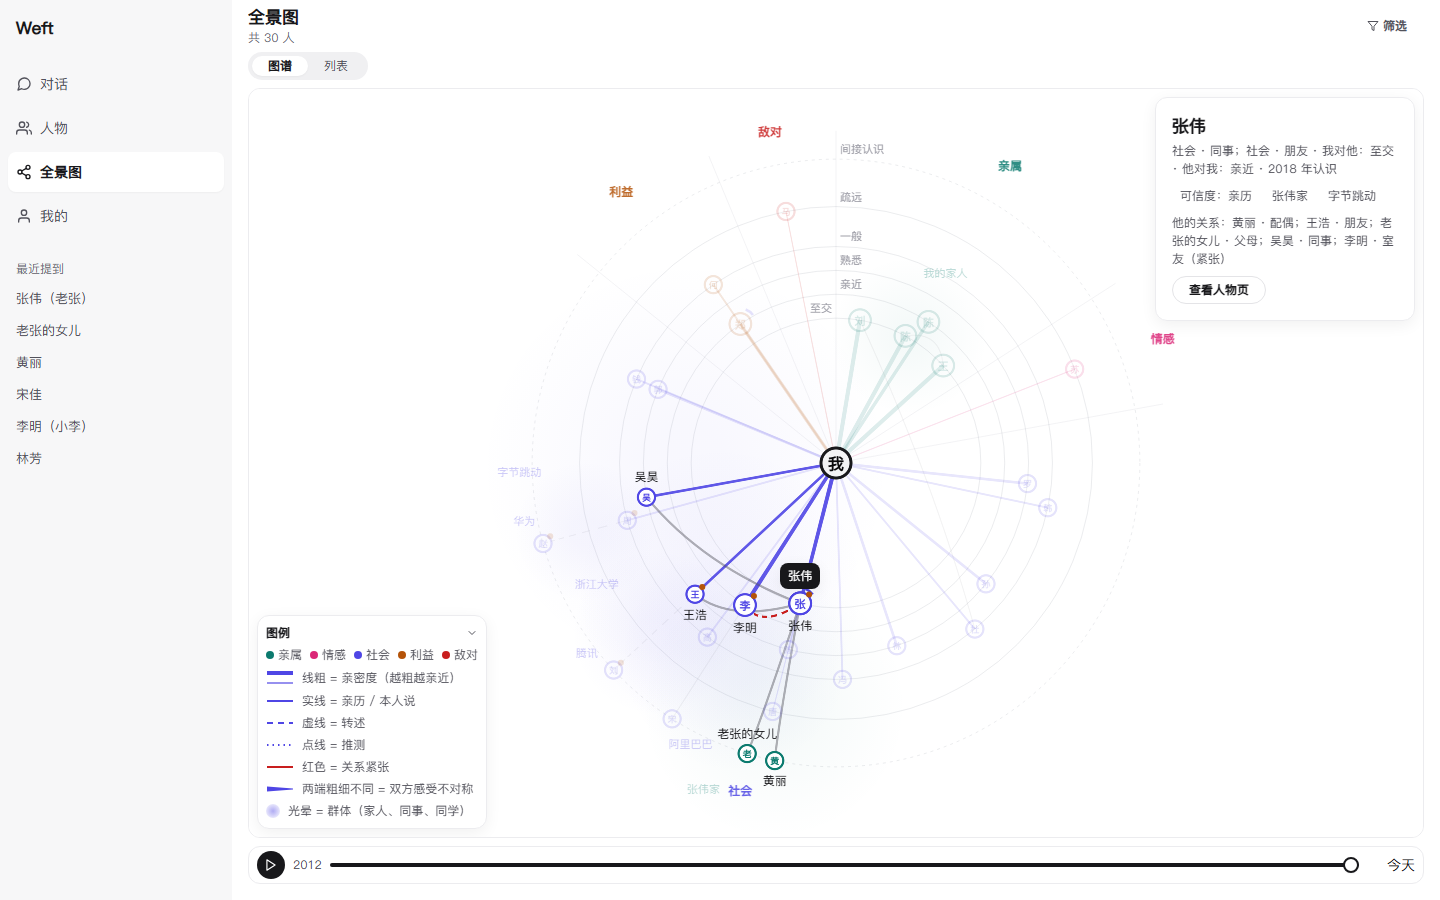 Weft
对话
人物
全景图
我的
最近提到
张伟（老张）
老张的女儿
黄丽
宋佳
李明（小李）
林芳
全景图
共 30 人
筛选
图谱
列表
敌对
利益
亲属
情感
间接认识
疏远
一般
熟悉
亲近
至交
我的家人
王
我
字节跳动
吴昊
吴
华为
浙江大学
张伟
王
李
张
王浩
李明
张伟
腾讯
老张的女儿
阿里巴巴
老
黄
黄丽
张伟家
社会
张伟
社会 · 同事；社会 · 朋友 · 我对他：至交
· 他对我：亲近 · 2018 年认识
可信度：亲历
张伟家
字节跳动
他的关系：黄丽 · 配偶；王浩 · 朋友；老
张的女儿 · 父母；吴昊 · 同事；李明 · 室
友（紧张）
查看人物页
图例
亲属
情感
社会
利益
敌对
线粗 = 亲密度（越粗越亲近）
实线 = 亲历 / 本人说
虚线 = 转述
点线 = 推测
红色 = 关系紧张
两端粗细不同 = 双方感受不对称
光晕 = 群体（家人、同事、同学）
2012
今天